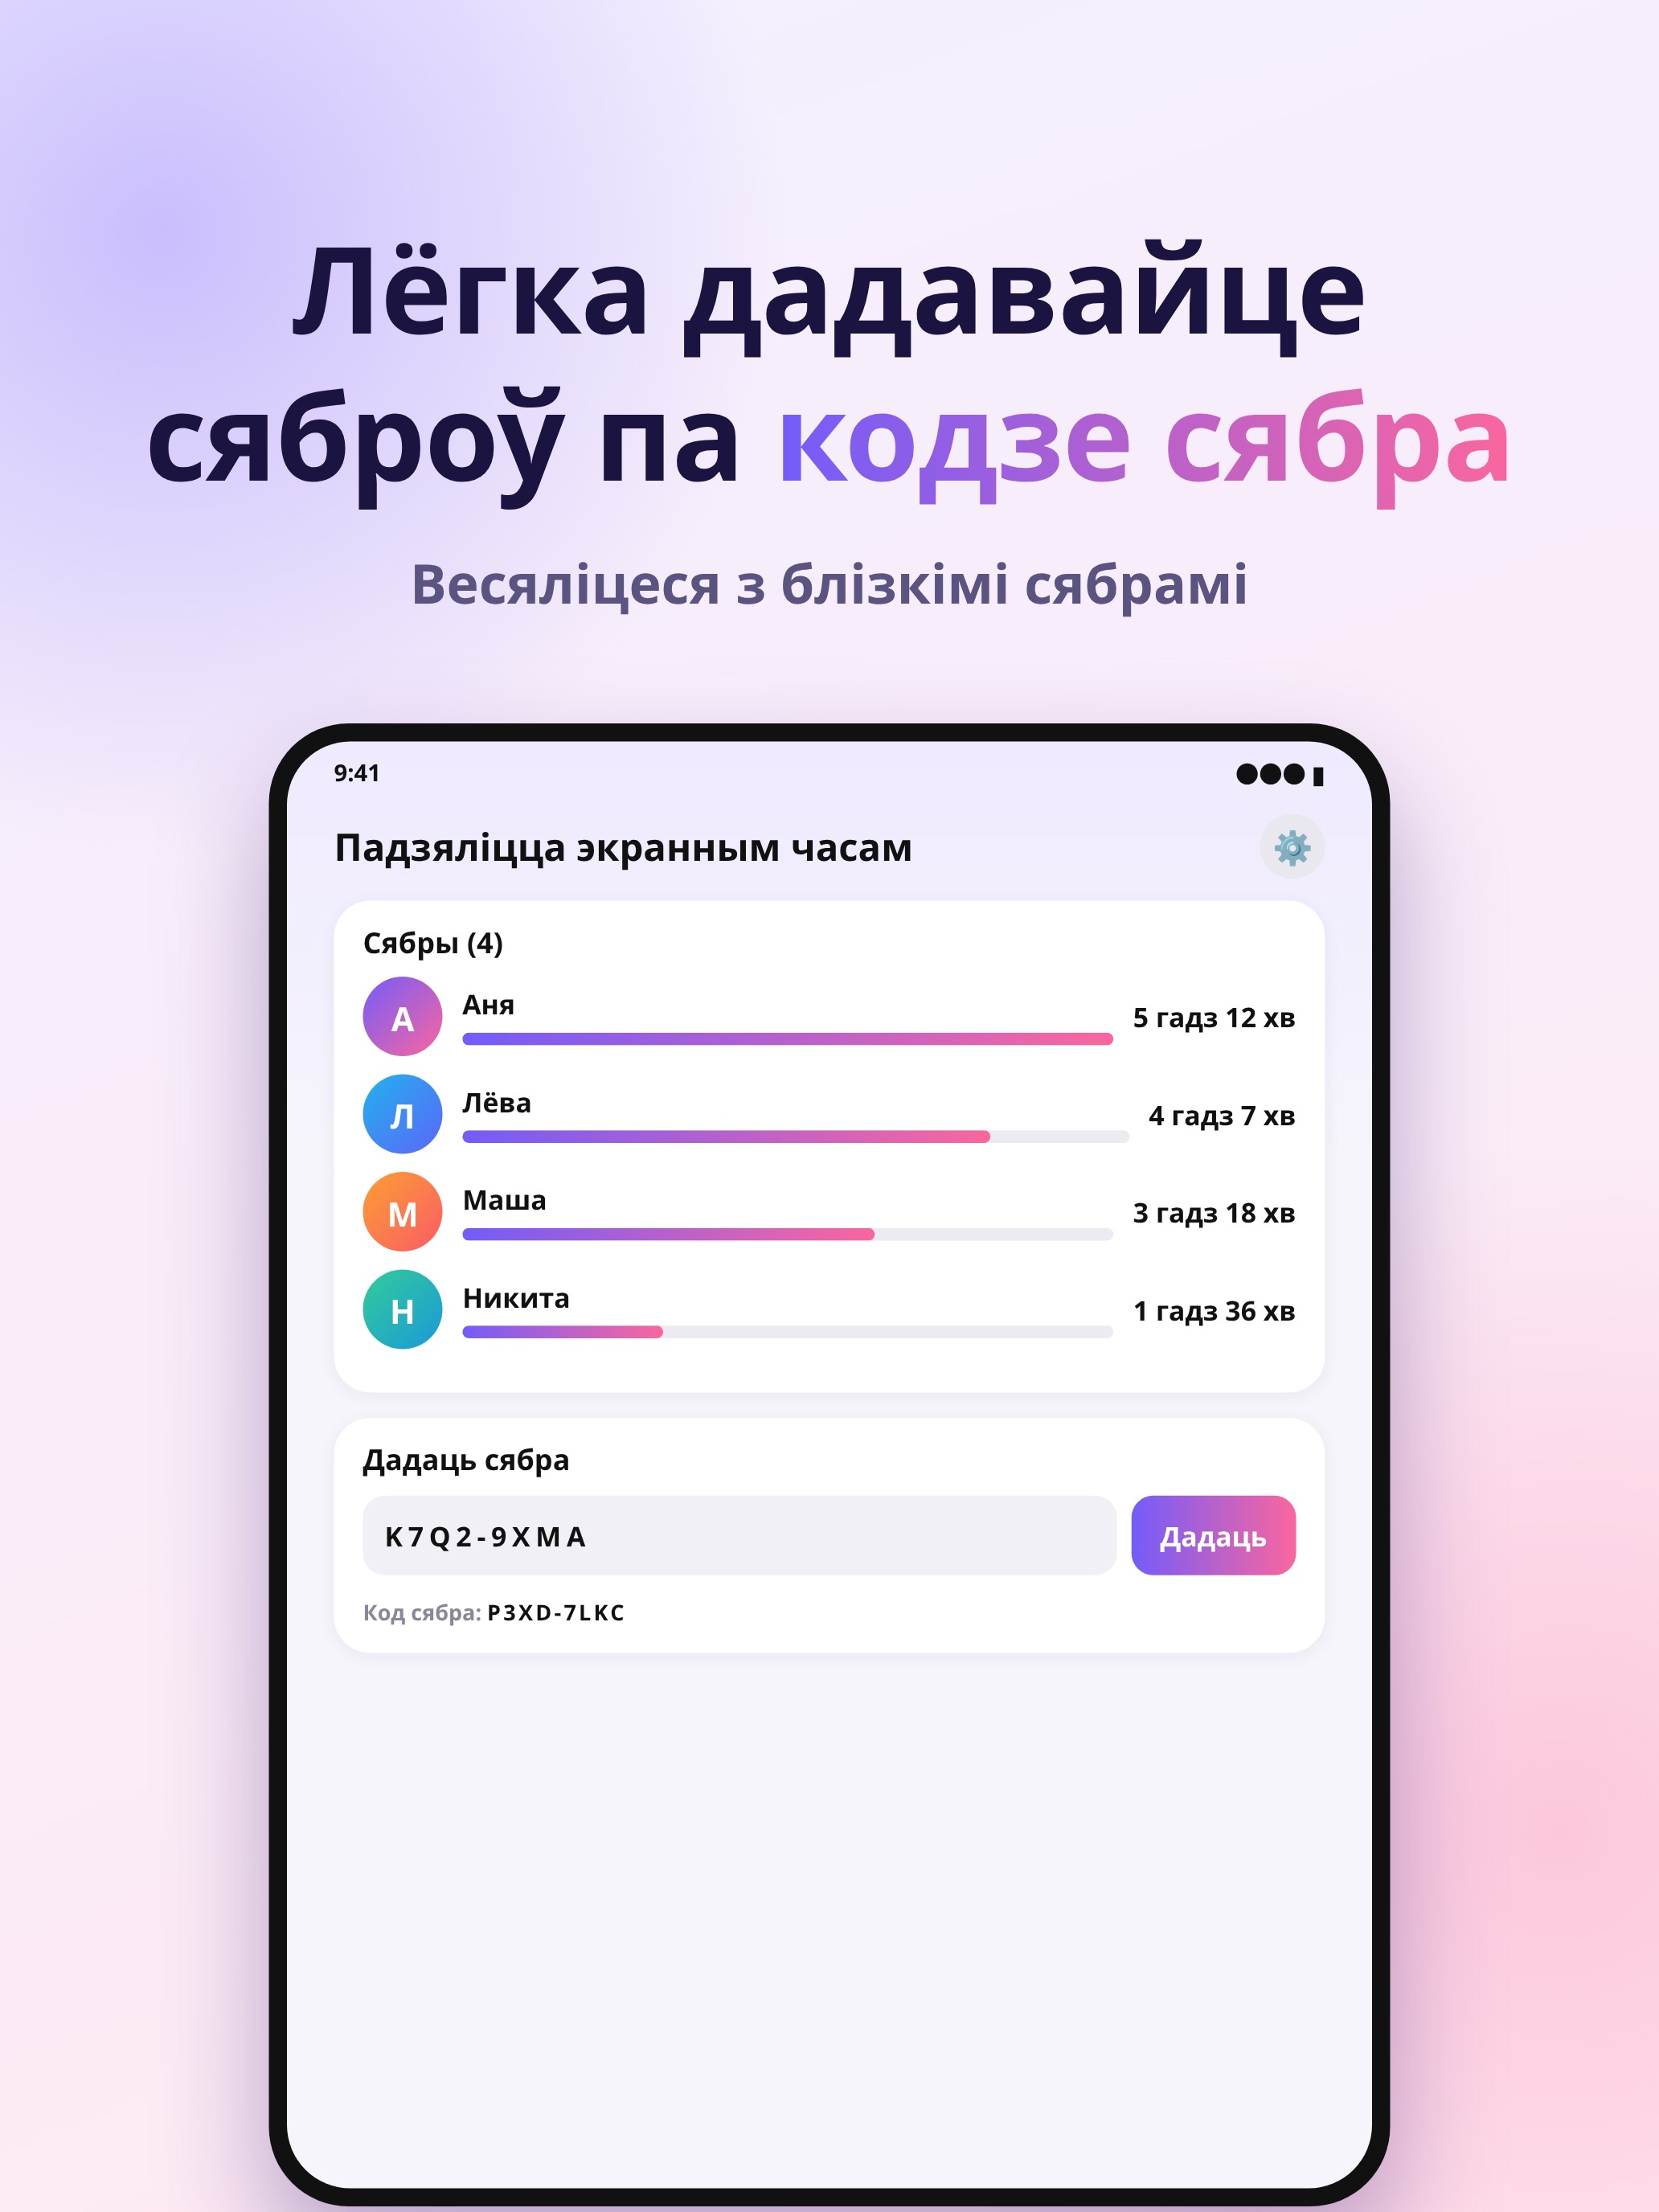 Лёгка дадавайце
сяброў па кодзе сябра
Весяліцеся з блізкімі сябрамі
9:41
Падзяліцца экранным часам
Сябры (4)
А
Аня
5 гадз 12 хв
Л
Лёва
4 гадз 7 хв
М
Маша
3 гадз 18 хв
Н
Никита
1 гадз 36 хв
Дадаць сябра
K7Q2-9XMA
Дадаць
Код сябра: P3XD-7LKC